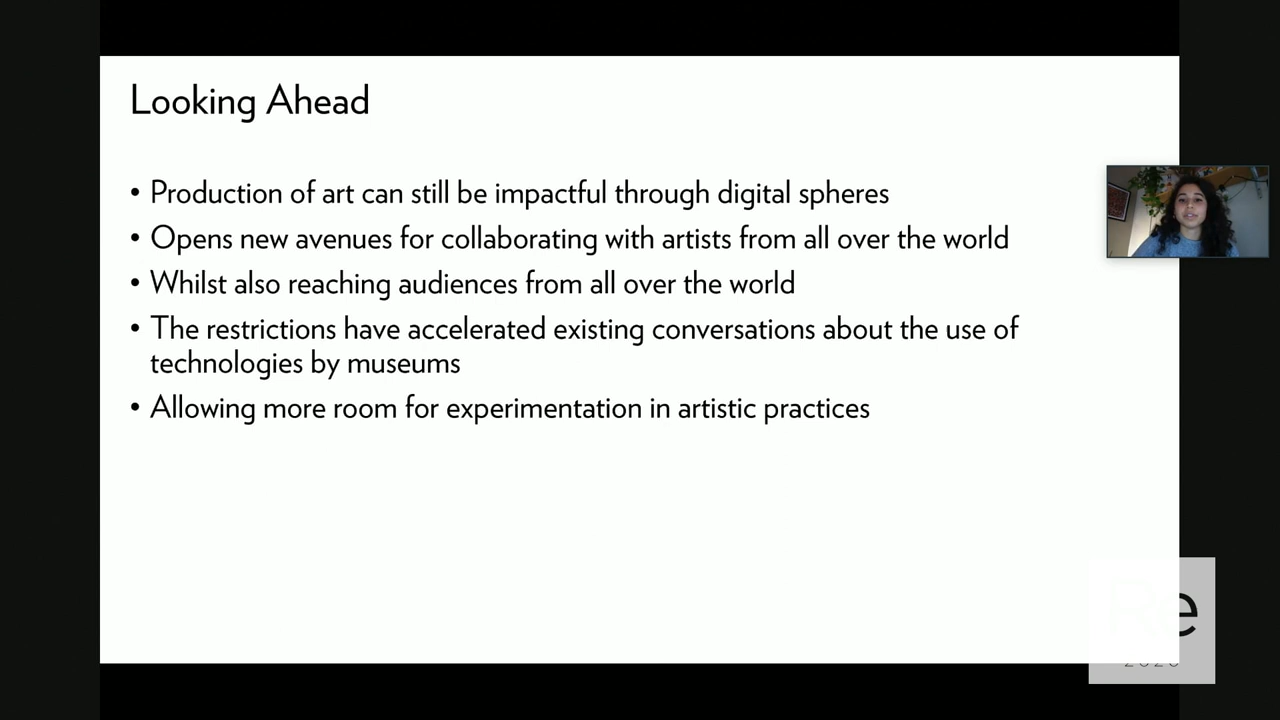 Looking Ahead
• Production of art can still be impactful through digital spheres
• Opens new avenues for collaborating with artists from all over the world
• Whilst also reaching audiences from all over the world
• The restrictions have accelerated existing conversations about the use of
technologies by museums
• Allowing more room for experimentation in artistic practices
e
2020